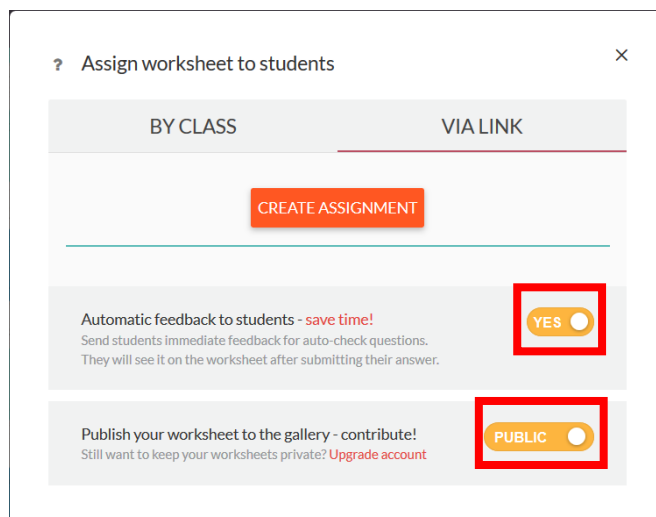 ? Assign worksheet to students ×
BY CLASS VIA LINK
CREATE ASSIGNMENT
Automatic feedback to students - save time! YES
Send students immediate feedback for auto-check questions.
They will see it on the worksheet after submitting their answer.
Publish your worksheet to the gallery - contribute! PUBLIC
Still want to keep your worksheets private? Upgrade account